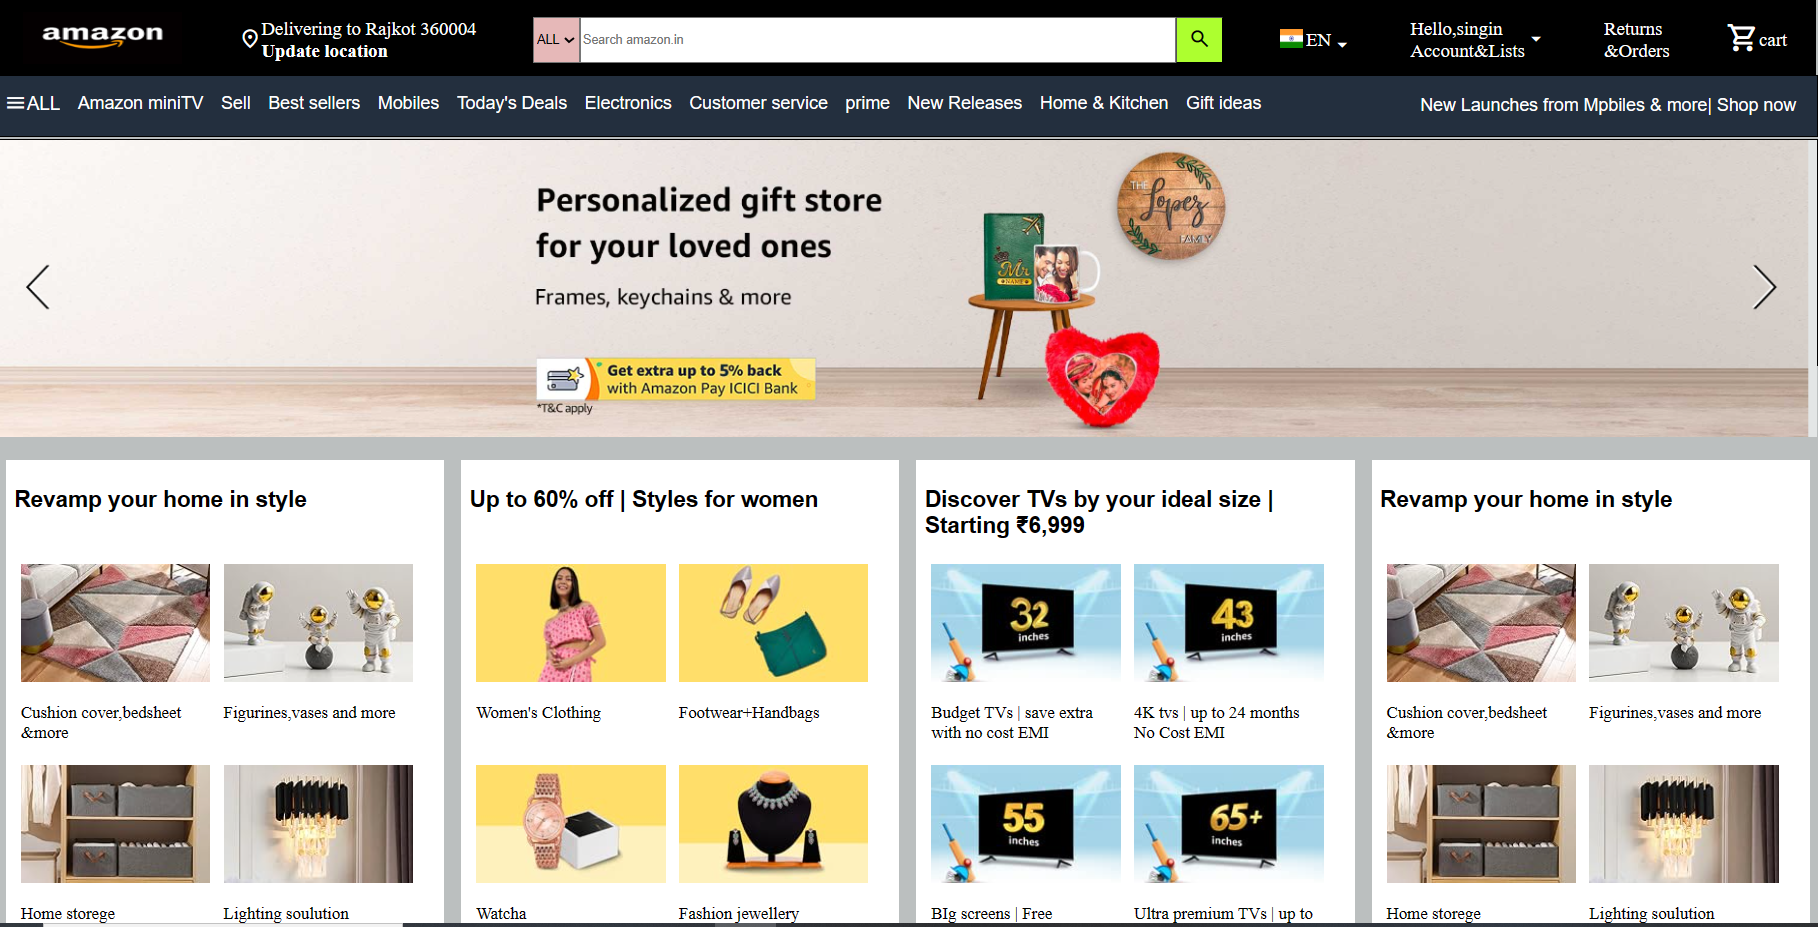 amazon
Delivering to Rajkot 360004
Update location
ALL
Search amazon.in
EN
Hello,singin
Account&Lists
Returns
&Orders
cart
ALL Amazon miniTV Sell Best sellers Mobiles Today's Deals Electronics Customer service prime New Releases Home & Kitchen Gift ideas
New Launches from Mpbiles & more| Shop now
Personalized gift store
for your loved ones
Frames, keychains & more
Get extra up to 5% back
with Amazon Pay ICICI Bank
*T&C apply
THE
Lopez
FAMILY
Mr
NAME
Revamp your home in style
Cushion cover,bedsheet
&more
Figurines,vases and more
Home storege
Lighting soulution
Up to 60% off | Styles for women
Women's Clothing
Footwear+Handbags
Watcha
Fashion jewellery
Discover TVs by your ideal size |
Starting ₹6,999
32
inches
43
inches
Budget TVs | save extra
with no cost EMI
4K tvs | up to 24 months
No Cost EMI
55
inches
65+
inches
BIg screens | Free
Ultra premium TVs | up to
Revamp your home in style
Cushion cover,bedsheet
&more
Figurines,vases and more
Home storege
Lighting soulution